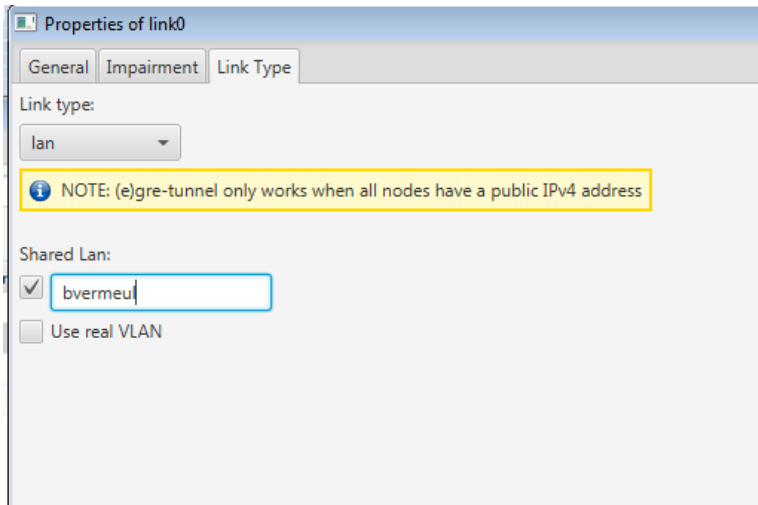 Properties of link0
General Impairment Link Type
Link type:
lan
NOTE: (e)gre-tunnel only works when all nodes have a public IPv4 address
Shared Lan:
bvermeul
Use real VLAN